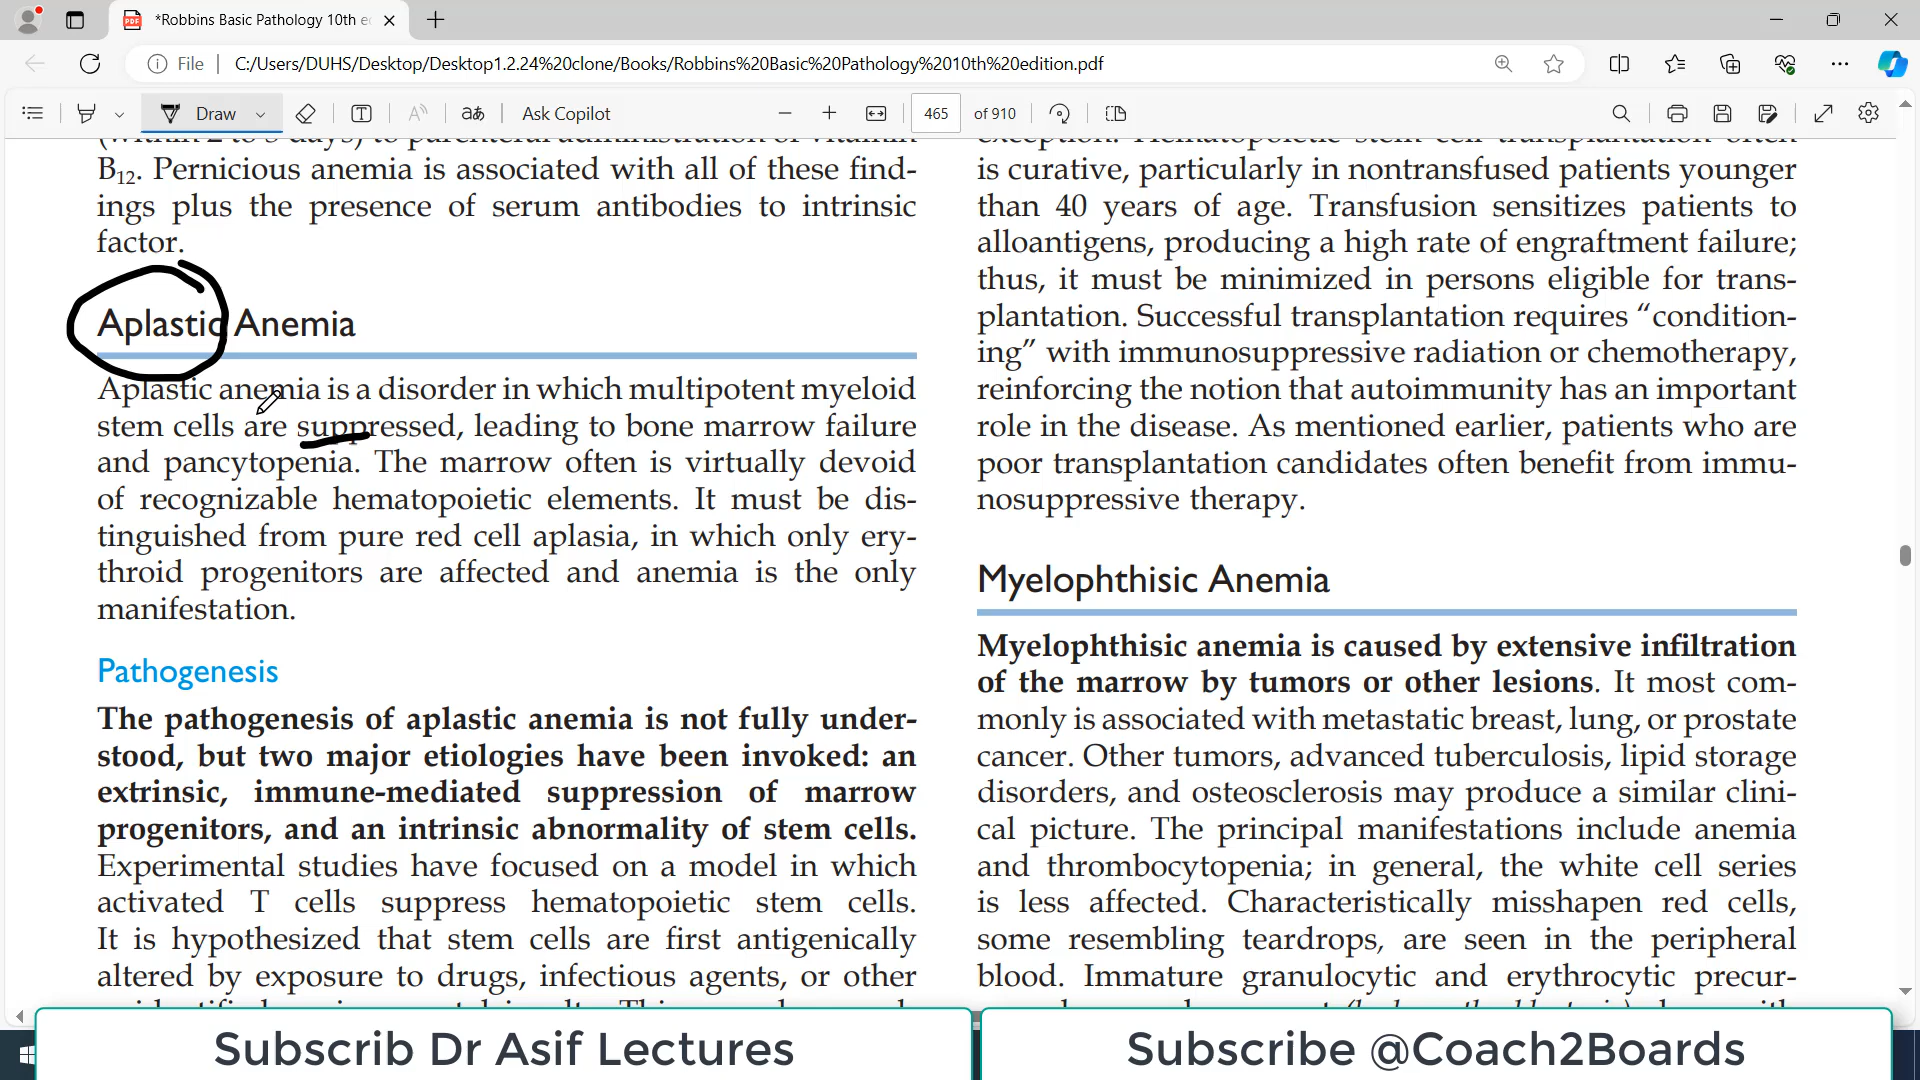 *Robbins Basic Pathology 10th e
File
C:/Users/DUHS/Desktop/Desktop1.2.24%20clone/Books/Robbins%20Basic%20Pathology%2010th%20edition.pdf
Draw
Ask Copilot
465 of 910
(within 2 to 3 days) to parenteral administration of vitamin
B12. Pernicious anemia is associated with all of these find-
ings plus the presence of serum antibodies to intrinsic
factor.
Aplastic Anemia
Aplastic anemia is a disorder in which multipotent myeloid
stem cells are suppressed, leading to bone marrow failure
and pancytopenia. The marrow often is virtually devoid
of recognizable hematopoietic elements. It must be dis-
tinguished from pure red cell aplasia, in which only ery-
throid progenitors are affected and anemia is the only
manifestation.
Pathogenesis
The pathogenesis of aplastic anemia is not fully under-
stood, but two major etiologies have been invoked: an
extrinsic, immune-mediated suppression of marrow
progenitors, and an intrinsic abnormality of stem cells.
Experimental studies have focused on a model in which
activated T cells suppress hematopoietic stem cells.
It is hypothesized that stem cells are first antigenically
altered by exposure to drugs, infectious agents, or other
exception. Hematopoietic stem cell transplantation often
is curative, particularly in nontransfused patients younger
than 40 years of age. Transfusion sensitizes patients to
alloantigens, producing a high rate of engraftment failure;
thus, it must be minimized in persons eligible for trans-
plantation. Successful transplantation requires “condition-
ing” with immunosuppressive radiation or chemotherapy,
reinforcing the notion that autoimmunity has an important
role in the disease. As mentioned earlier, patients who are
poor transplantation candidates often benefit from immu-
nosuppressive therapy.
Myelophthisic Anemia
Myelophthisic anemia is caused by extensive infiltration
of the marrow by tumors or other lesions. It most com-
monly is associated with metastatic breast, lung, or prostate
cancer. Other tumors, advanced tuberculosis, lipid storage
disorders, and osteosclerosis may produce a similar clini-
cal picture. The principal manifestations include anemia
and thrombocytopenia; in general, the white cell series
is less affected. Characteristically misshapen red cells,
some resembling teardrops, are seen in the peripheral
blood. Immature granulocytic and erythrocytic precur-
Subscrib Dr Asif Lectures
Subscribe @Coach2Boards